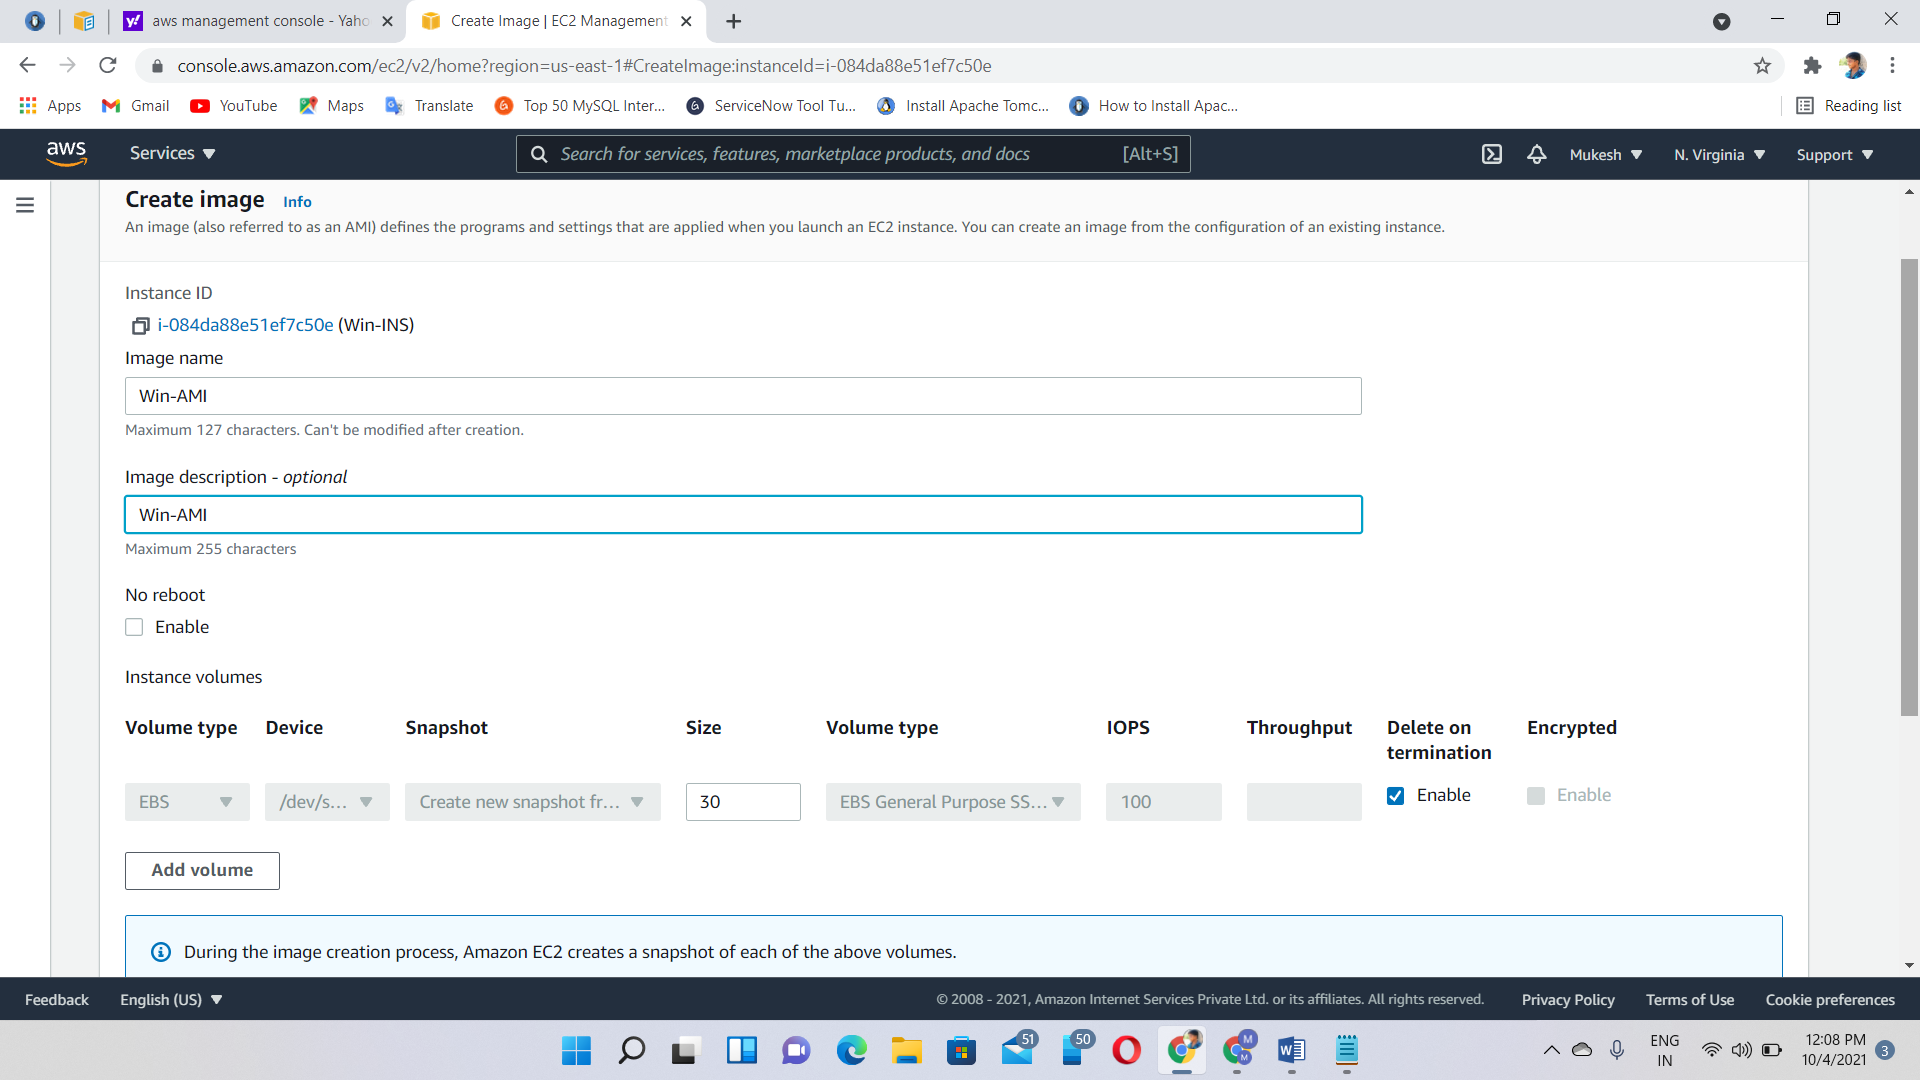 aws management console - Yaho
Create Image | EC2 Management
console.aws.amazon.com/ec2/v2/home?region=us-east-1#CreateImage:instanceId=i-084da88e51ef7c50e
Apps Gmail YouTube Maps Translate Top 50 MySQL Inter... ServiceNow Tool Tu... Install Apache Tomc... How to Install Apac... Reading list
aws Services Search for services, features, marketplace products, and docs [Alt+S] Mukesh N. Virginia Support
Create image Info
An image (also referred to as an AMI) defines the programs and settings that are applied when you launch an EC2 instance. You can create an image from the configuration of an existing instance.
Instance ID
i-084da88e51ef7c50e (Win-INS)
Image name
Win-AMI
Maximum 127 characters. Can't be modified after creation.
Image description - optional
Win-AMI
Maximum 255 characters
No reboot
Enable
Instance volumes
Volume type Device Snapshot Size Volume type IOPS Throughput Delete on termination Encrypted
EBS /dev/s... Create new snapshot fr... 30 EBS General Purpose SS... 100 Enable Enable
Add volume
During the image creation process, Amazon EC2 creates a snapshot of each of the above volumes.
Feedback English (US) © 2008 - 2021, Amazon Internet Services Private Ltd. or its affiliates. All rights reserved. Privacy Policy Terms of Use Cookie preferences
51 50 M M ENG IN 12:08 PM 10/4/2021 3